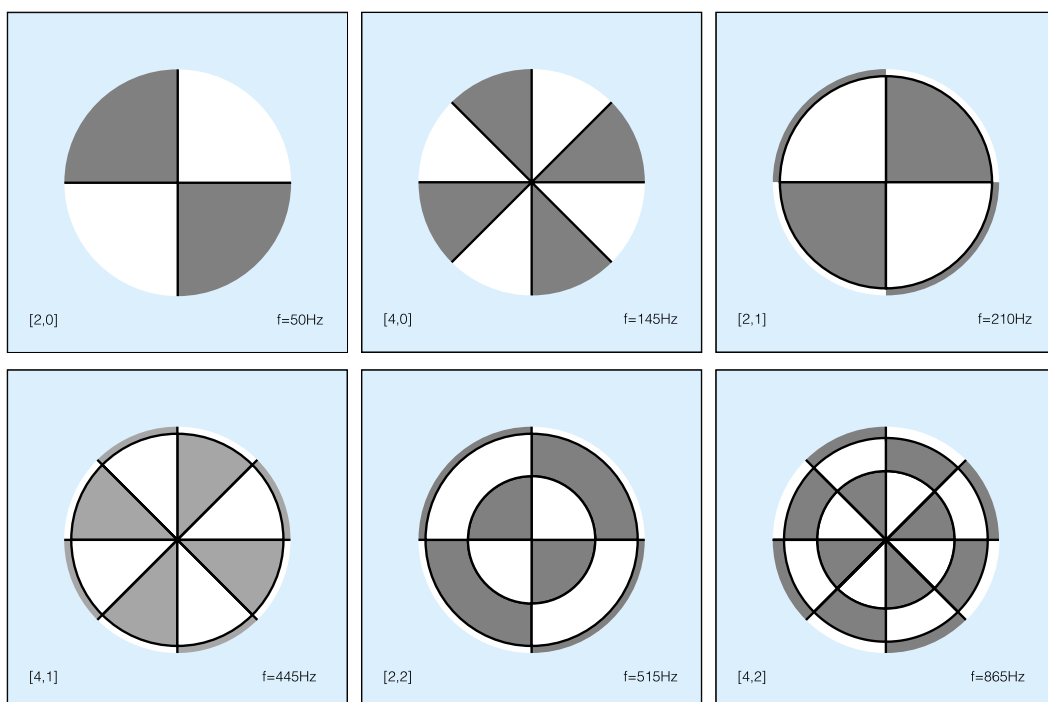 [2,0] f=50Hz
[4,0] f=145Hz
[2,1] f=210Hz
[4,1] f=445Hz
[2,2] f=515Hz
[4,2] f=865Hz